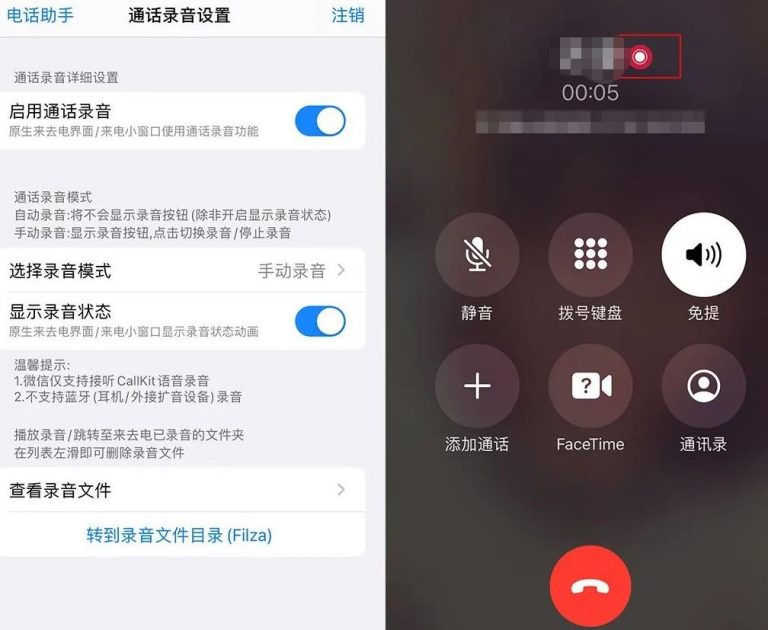 电话助手 通话录音设置 注销
通话录音详细设置
启用通话录音
原生来去电界面/来电小窗口使用通话录音功能
通话录音模式
自动录音:将不会显示录音按钮(除非开启显示录音状态)
手动录音:显示录音按钮,点击切换录音/停止录音
选择录音模式 手动录音
显示录音状态
原生来去电界面/来电小窗口显示录音状态动画
温馨提示:
1.微信仅支持接听CallKit语音录音
2.不支持蓝牙(耳机/外接扩音设备)录音
播放录音/跳转至来去电已录音的文件夹
在列表左滑即可删除录音文件
查看录音文件
转到录音文件目录(Filza)
00:05
静音 拨号键盘 免提
添加通话 FaceTime 通讯录